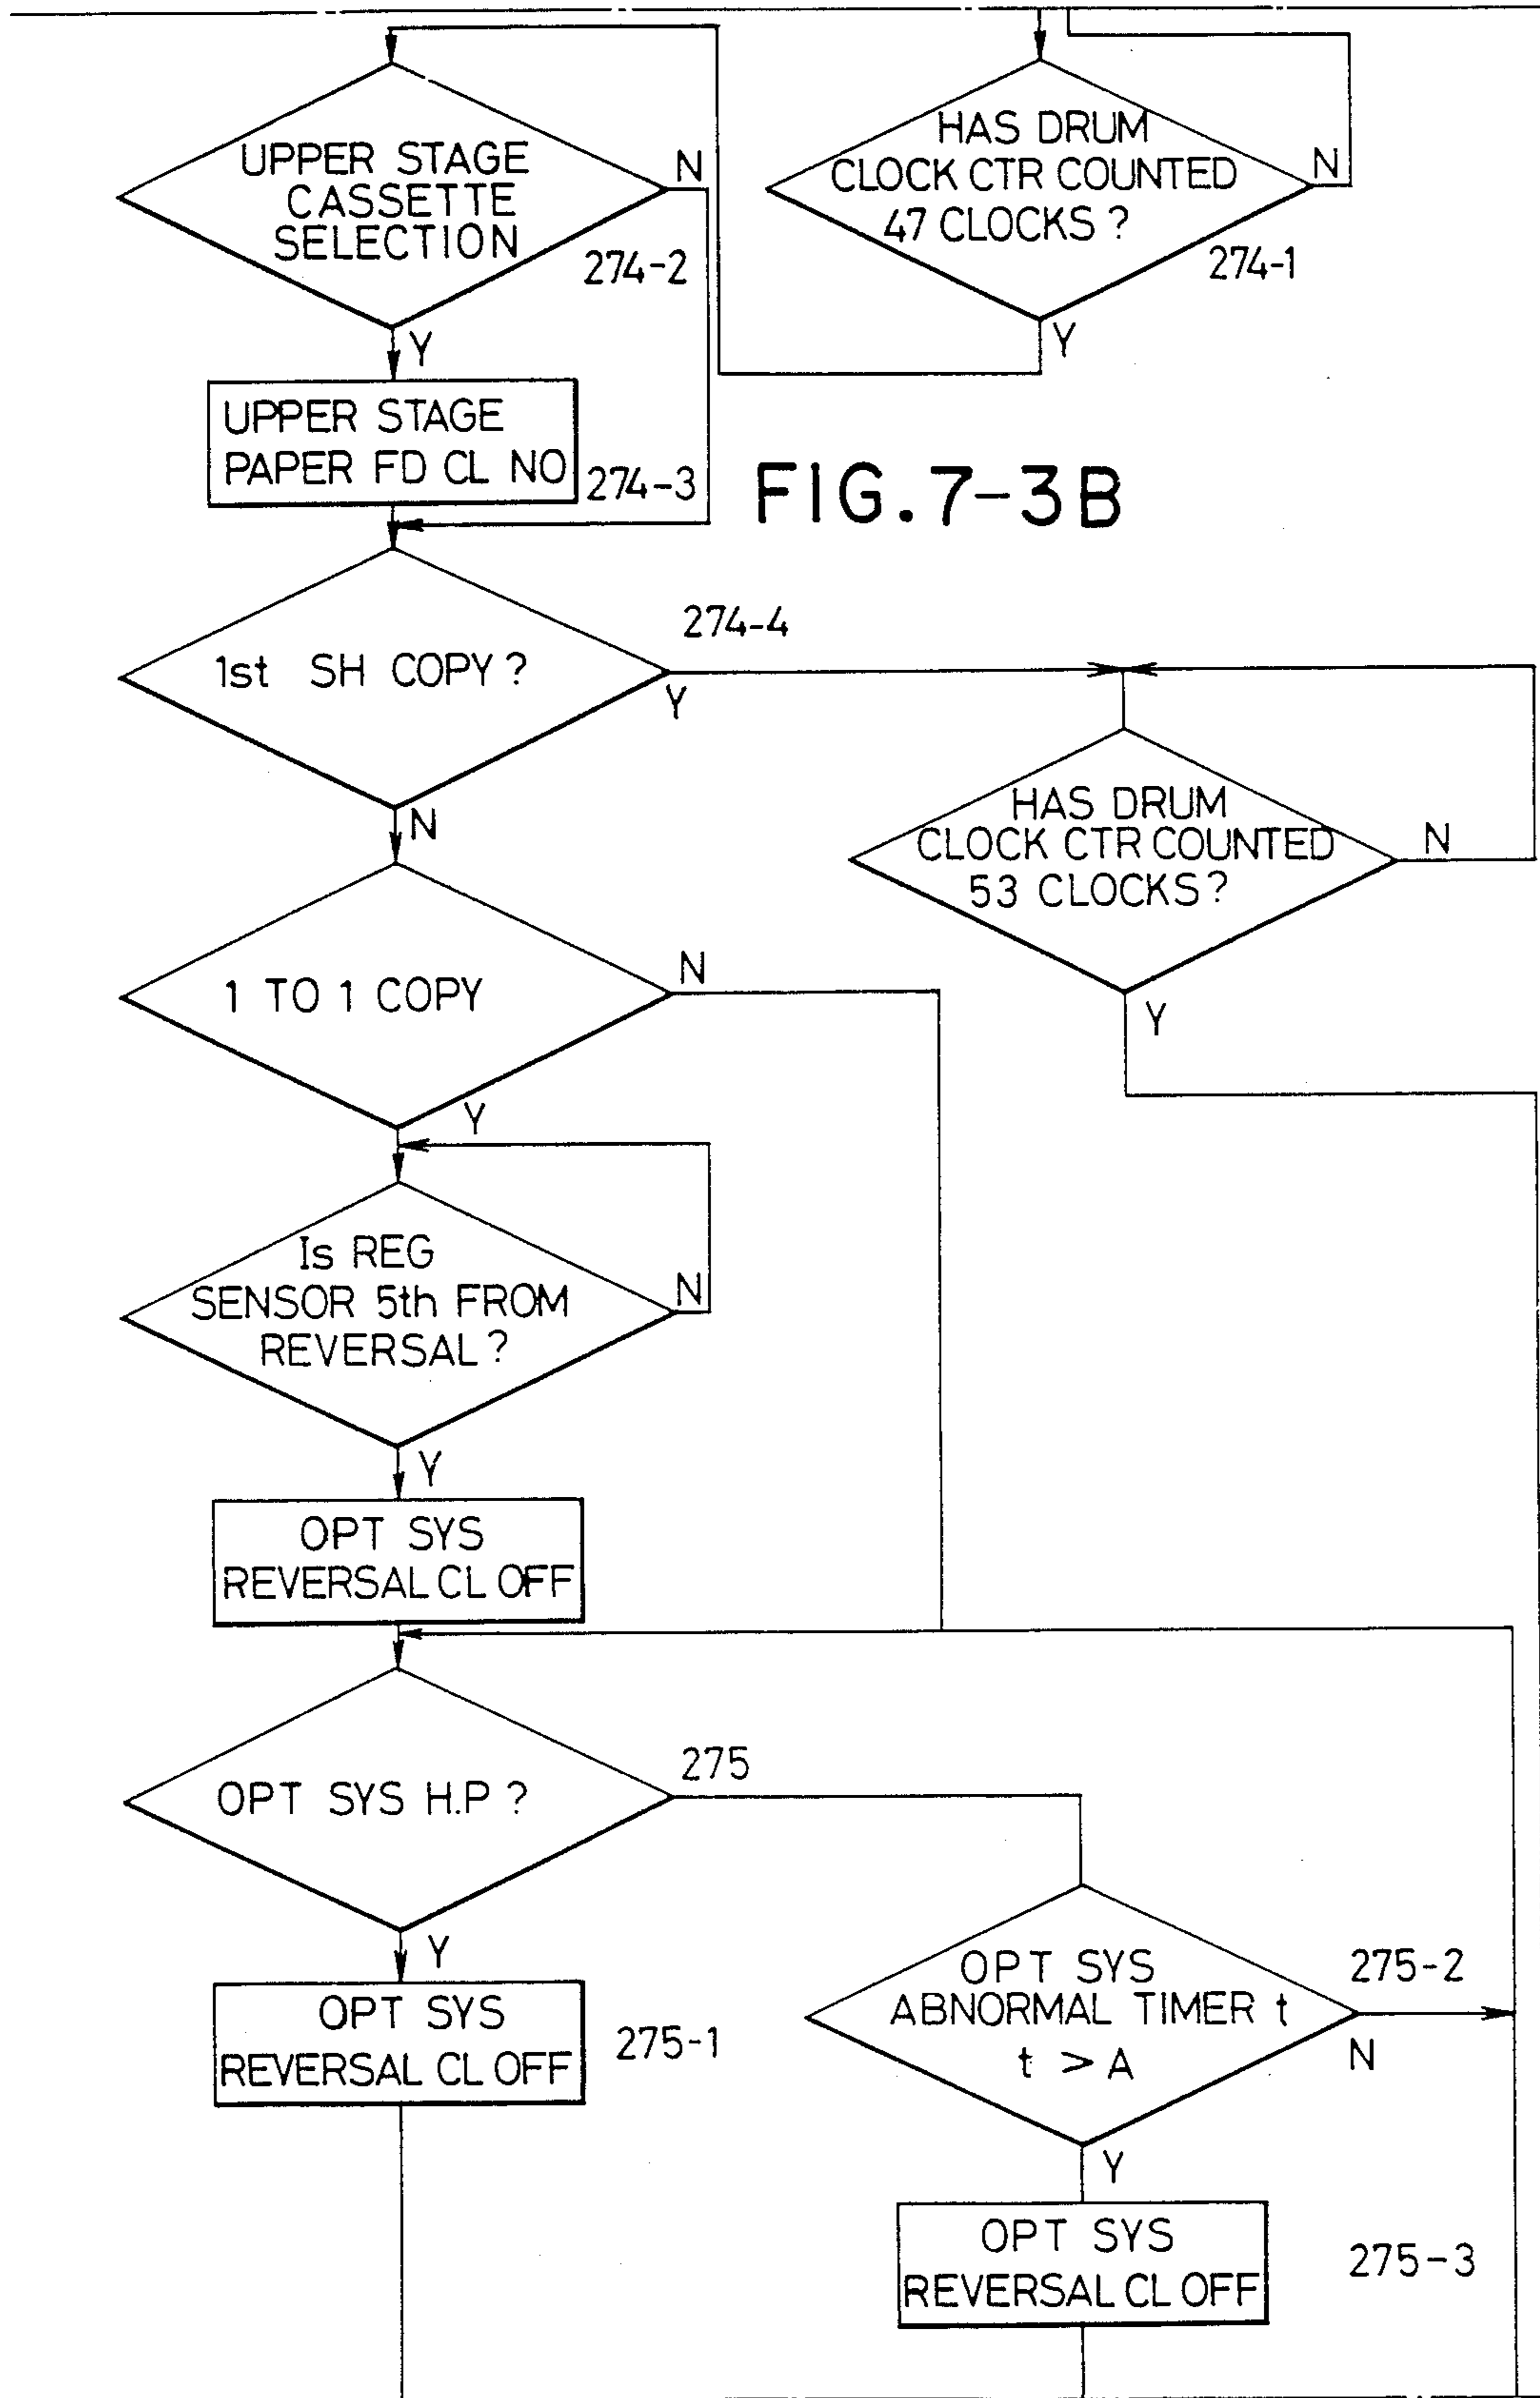 UPPER STAGE
CASSETTE
SELECTION
N
274-2
Y
HAS DRUM
CLOCK CTR COUNTED
47 CLOCKS ?
N
274-1
Y
UPPER STAGE
PAPER FD CL NO
274-3
FIG. 7-3B
1st SH COPY ?
274-4
Y
N
HAS DRUM
CLOCK CTR COUNTED
53 CLOCKS ?
N
Y
1 TO 1 COPY
N
Y
Is REG
SENSOR 5th FROM
REVERSAL ?
N
Y
OPT SYS
REVERSAL CL OFF
OPT SYS H.P ?
275
Y
OPT SYS
REVERSAL CL OFF
275-1
OPT SYS
ABNORMAL TIMER t
t > A
275-2
N
Y
OPT SYS
REVERSAL CL OFF
275-3